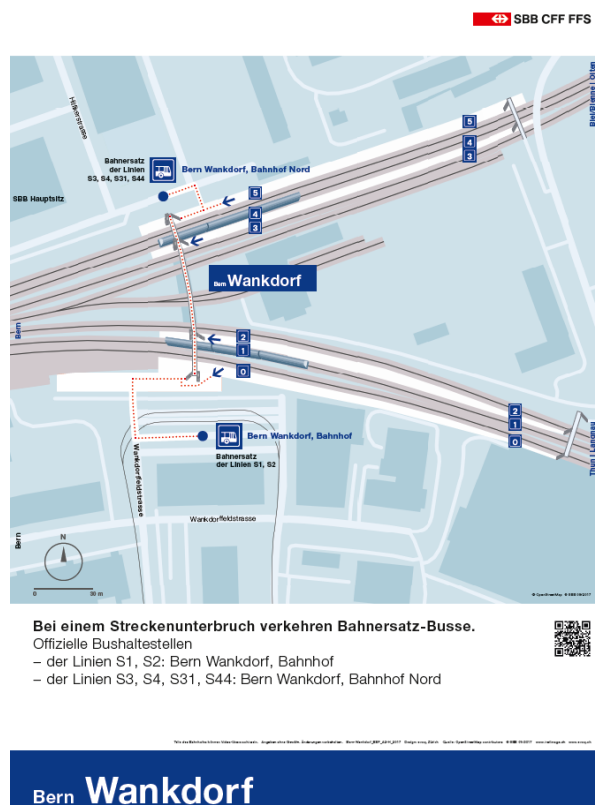 SBB CFF FFS
Biel/Bienne | Olten
Hilfikerstrasse
5
4
3
Bahnersatz
der Linien
S3, S4, S31, S44
Bern Wankdorf, Bahnhof Nord
SBB Hauptsitz
5
4
3
Bern Wankdorf
Bern
2
1
0
2
1
0
Bern Wankdorf, Bahnhof
Bahnersatz
der Linien S1, S2
Thun | Langnau
Wankdorffeldstrasse
Wankdorffeldstrasse
Bern
N
0
© OpenStreetMap © SBB 09/2017
Bei einem Streckenunterbruch verkehren Bahnersatz-Busse.
Offizielle Bushaltestellen
– der Linien S1, S2: Bern Wankdorf, Bahnhof
– der Linien S3, S4, S31, S44: Bern Wankdorf, Bahnhof Nord
Bern Wankdorf